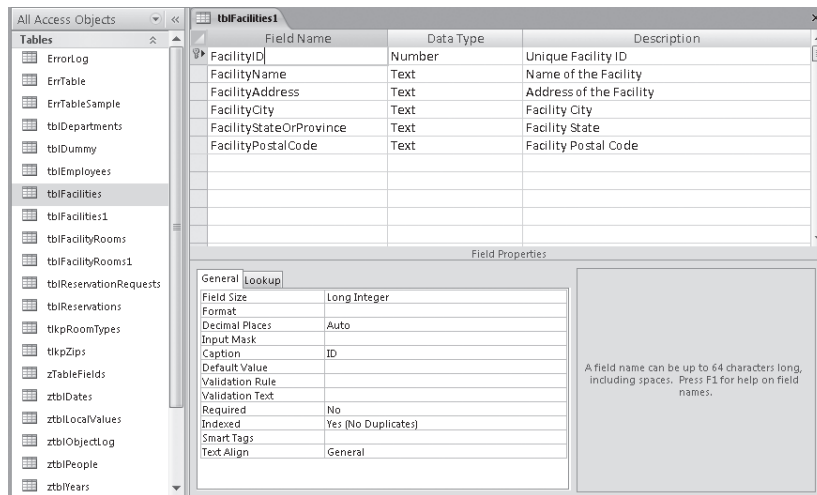 All Access Objects
Tables
ErrorLog
ErrTable
ErrTableSample
tblDepartments
tblDummy
tblEmployees
tblFacilities
tblFacilities1
tblFacilityRooms
tblFacilityRooms1
tblReservationRequests
tblReservations
tlkpRoomTypes
tlkpZips
zTableFields
ztblDates
ztblLocalValues
ztblObjectLog
ztblPeople
ztblYears
tblFacilities1
Field Name Data Type Description
FacilityID Number Unique Facility ID
FacilityName Text Name of the Facility
FacilityAddress Text Address of the Facility
FacilityCity Text Facility City
FacilityStateOrProvince Text Facility State
FacilityPostalCode Text Facility Postal Code
Field Properties
General Lookup
Field Size Long Integer
Format
Decimal Places Auto
Input Mask
Caption ID
Default Value
Validation Rule
Validation Text
Required No
Indexed Yes (No Duplicates)
Smart Tags
Text Align General
A field name can be up to 64 characters long,
including spaces. Press F1 for help on field
names.